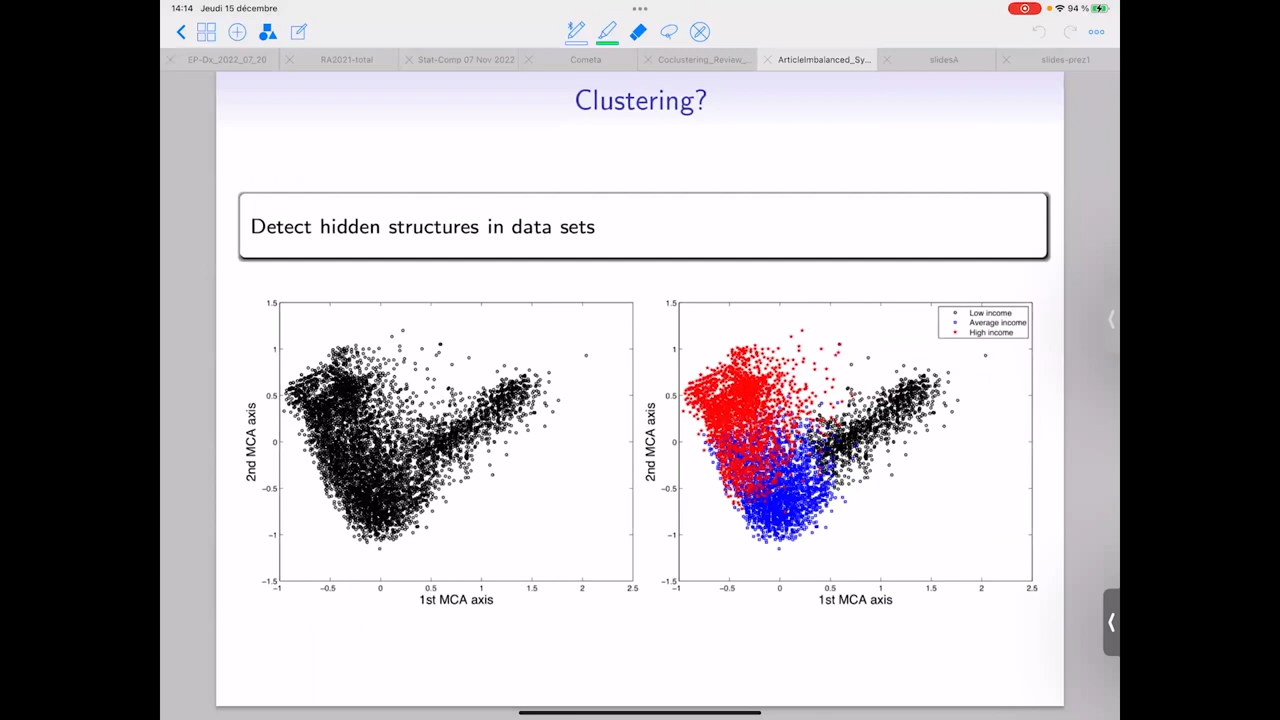 14:14 Jeudi 15 décembre
94 %
EP-Dx_2022_07_20
RA2021-total
Stat-Comp 07 Nov 2022
Cometa
Coclustering_Review_...
ArticleImbalanced_Sy...
slidesA
slides-prez1
Clustering?
Detect hidden structures in data sets
1.5
1
0.5
0
−0.5
−1
−1.5
2nd MCA axis
−1 −0.5 0 0.5 1 1.5 2 2.5
1st MCA axis
Low income
Average income
High income
1.5
1
0.5
0
−0.5
−1
−1.5
2nd MCA axis
−1 −0.5 0 0.5 1 1.5 2 2.5
1st MCA axis